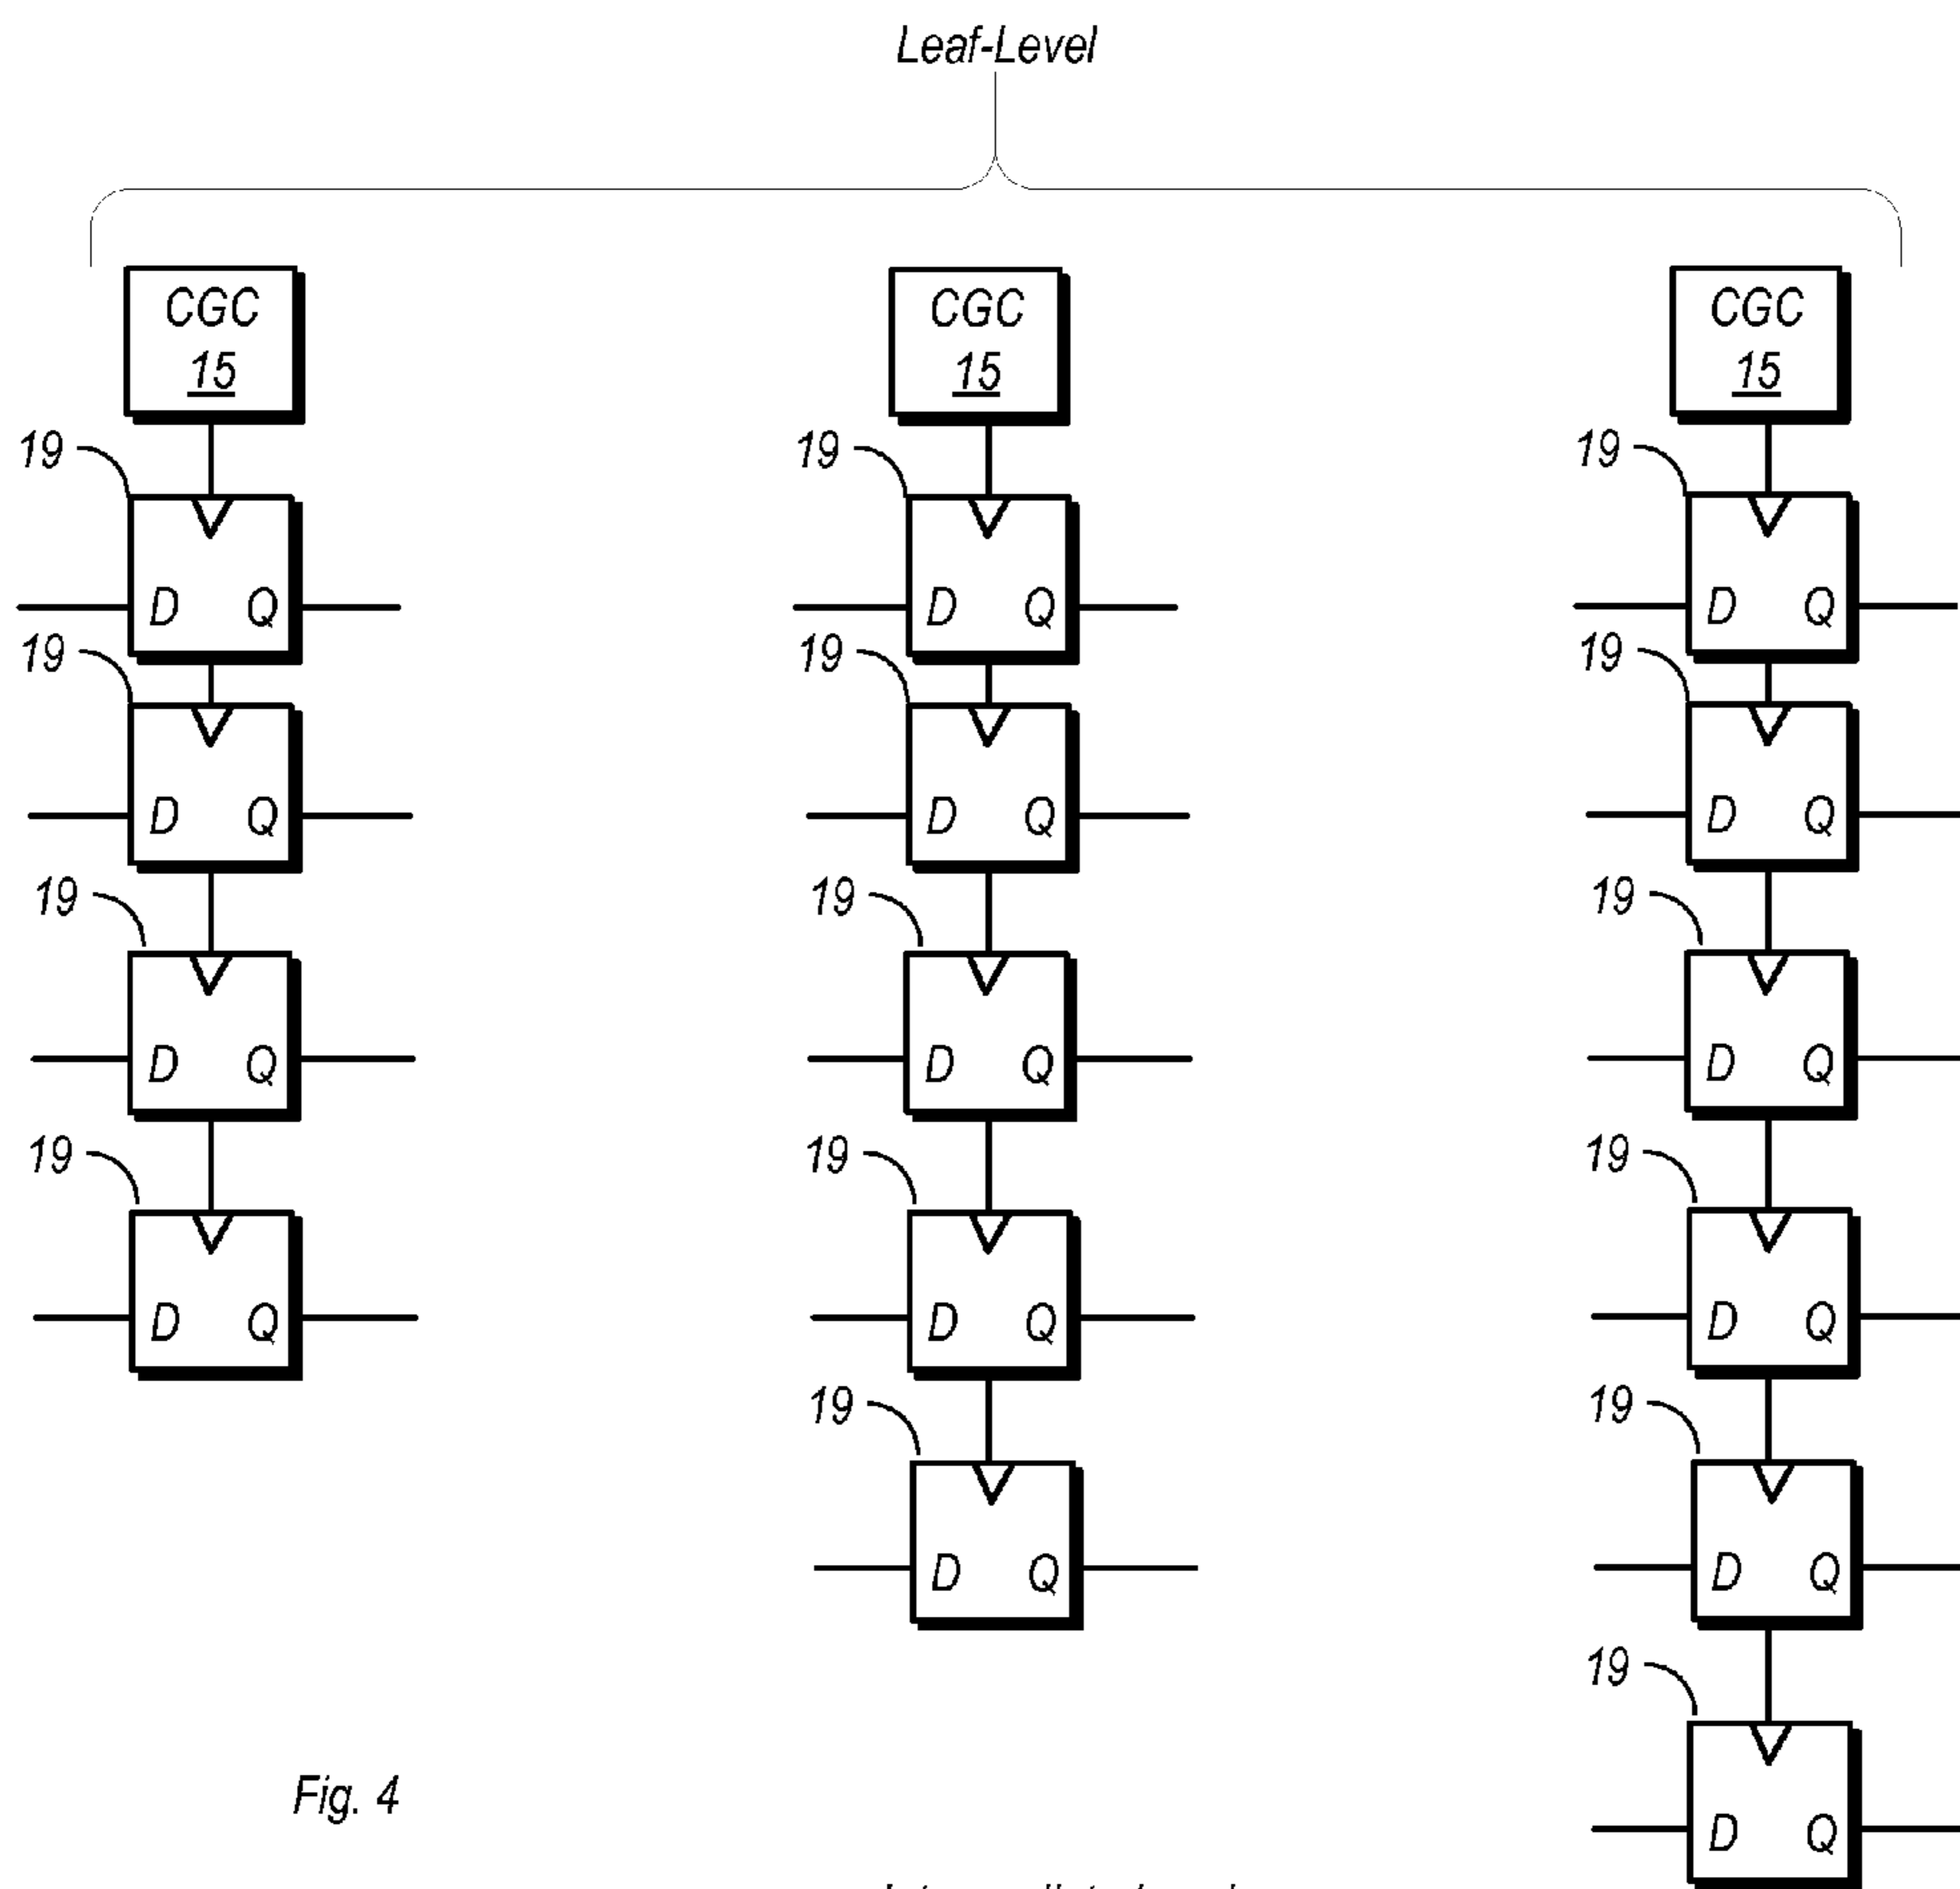 Leaf-Level
CGC CGC CGC
15 15 15
19 19 19
D Q D Q D Q
19 19 19
D Q D Q D Q
19 19 19
D Q D Q D Q
19 19 19
D Q D Q D Q
19 19
D Q D Q
19
Fig. 4
D Q